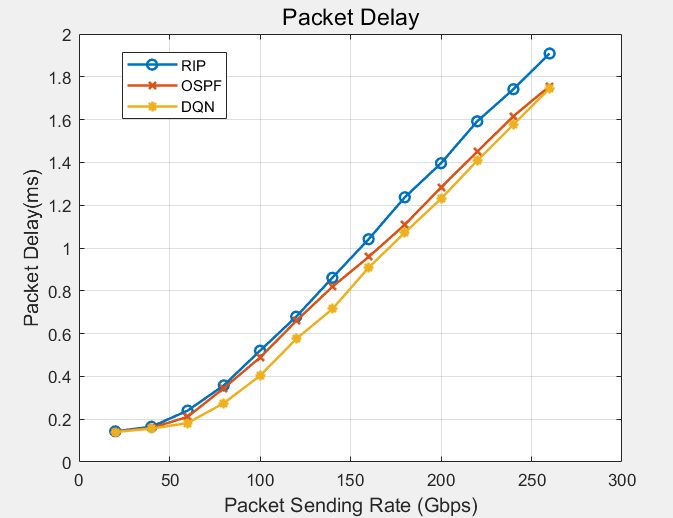 Packet Delay
2
1.8
1.6
1.4
1.2
1
0.8
0.6
0.4
0.2
0
Packet Delay(ms)
RIP
OSPF
DQN
0 50 100 150 200 250 300
Packet Sending Rate (Gbps)